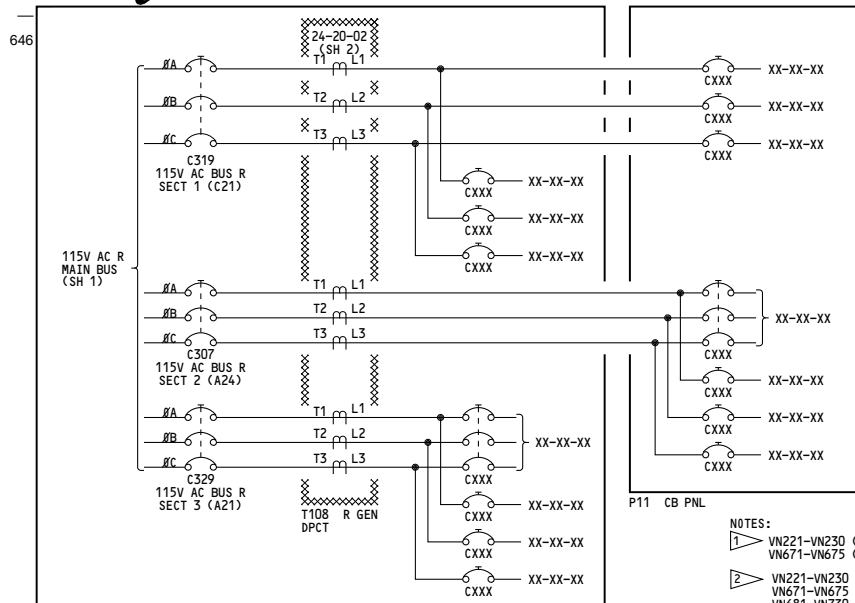 646
24-20-02
(SH 2)
ØA T1 L1 CXXX XX-XX-XX
ØB T2 L2 CXXX XX-XX-XX
ØC T3 L3 CXXX XX-XX-XX
C319
115V AC BUS R
SECT 1 (C21)
CXXX XX-XX-XX
CXXX XX-XX-XX
CXXX XX-XX-XX
115V AC R
MAIN BUS
(SH 1)
ØA T1 L1
ØB T2 L2 XX-XX-XX
ØC T3 L3 CXXX
C307
115V AC BUS R
SECT 2 (A24)
CXXX XX-XX-XX
CXXX XX-XX-XX
CXXX XX-XX-XX
ØA T1 L1
ØB T2 L2 XX-XX-XX
ØC T3 L3 CXXX
C329
115V AC BUS R
SECT 3 (A21)
T108 R GEN
DPCT
CXXX XX-XX-XX
CXXX XX-XX-XX
CXXX XX-XX-XX
P11 CB PNL
NOTES:
1 VN221-VN230 (
VN671-VN675 (
2 VN221-VN230
VN671-VN675
VN681-VN730